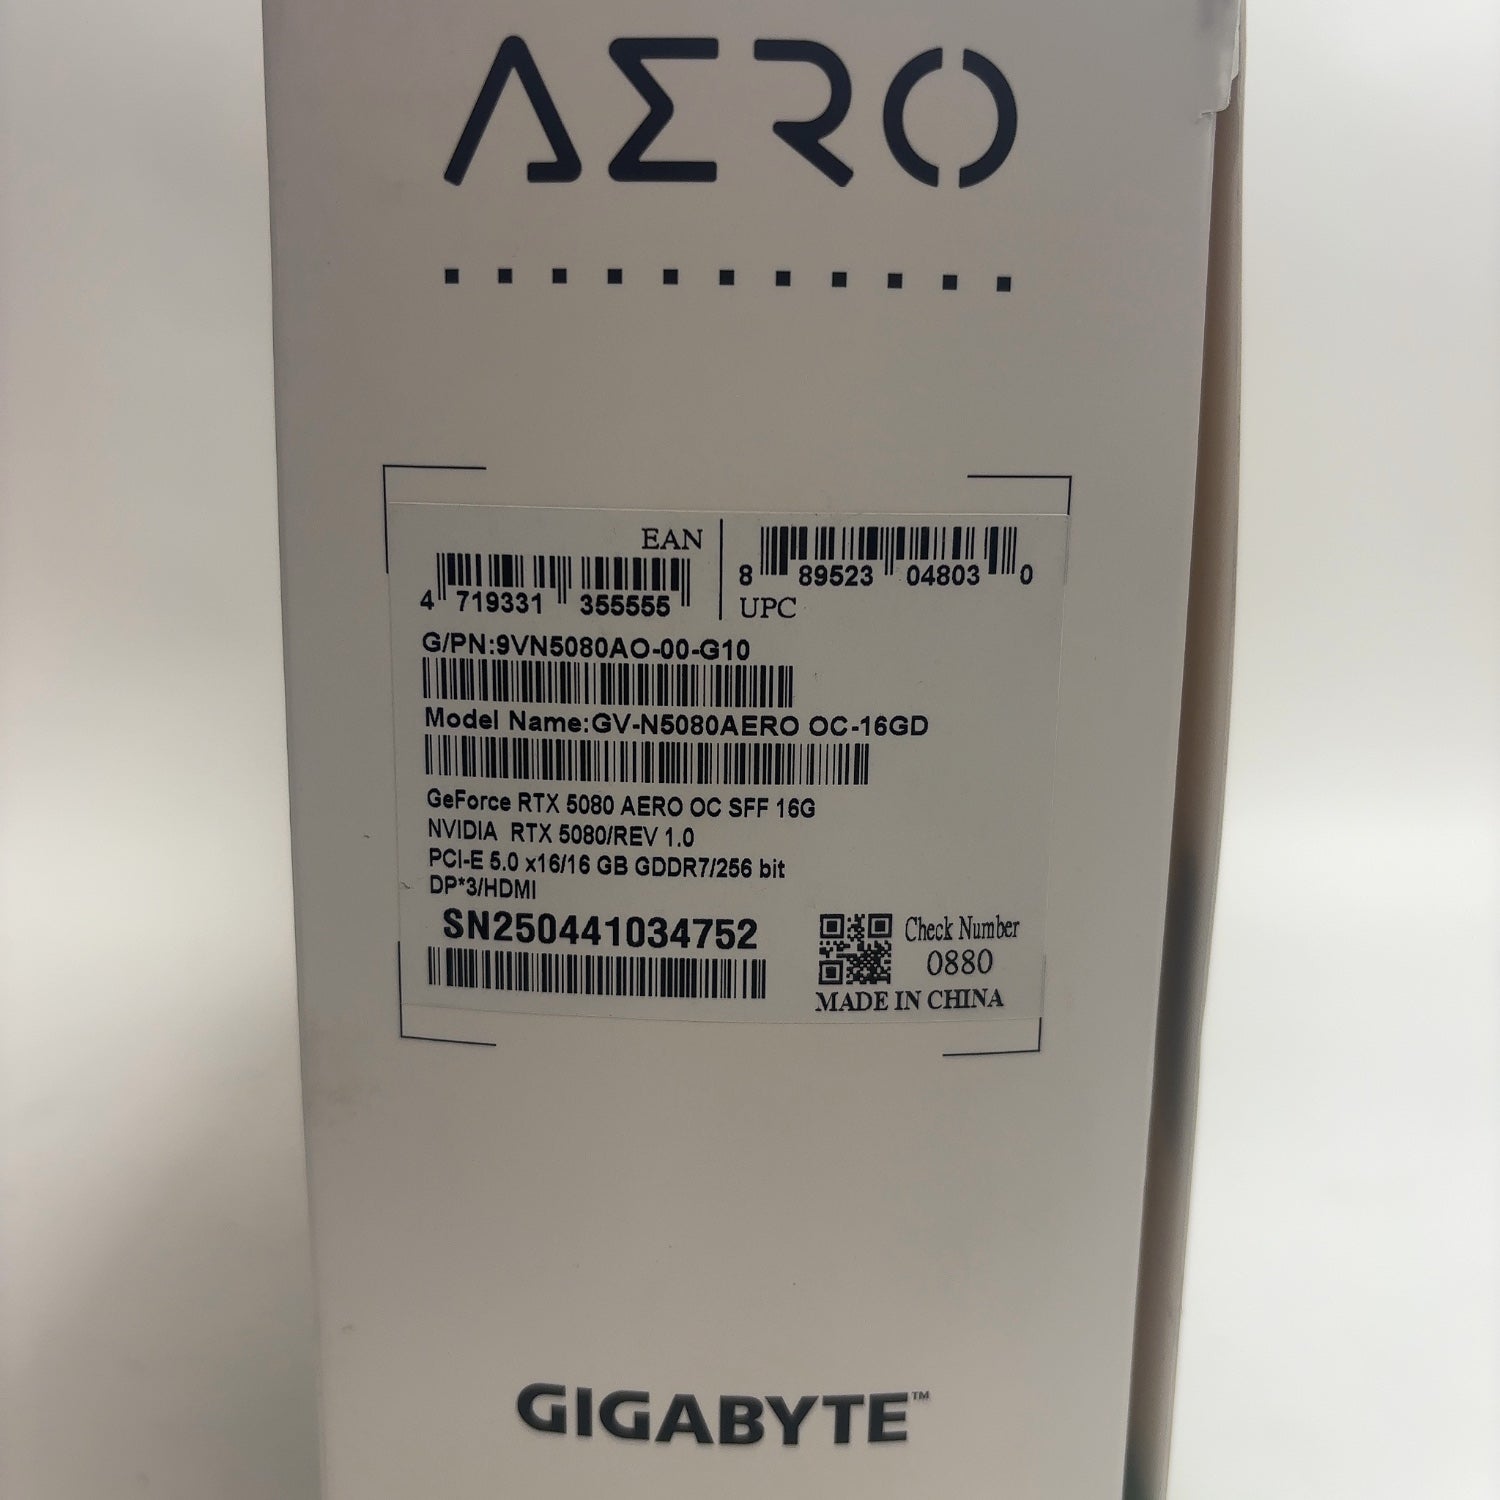 AERO
EAN
4 719331 355555
8 89523 04803 0
UPC
G/PN:9VN5080AO-00-G10
Model Name:GV-N5080AERO OC-16GD
GeForce RTX 5080 AERO OC SFF 16G
NVIDIA RTX 5080/REV 1.0
PCI-E 5.0 x16/16 GB GDDR7/256 bit
DP*3/HDMI
SN250441034752
Check Number
0880
MADE IN CHINA
GIGABYTE™